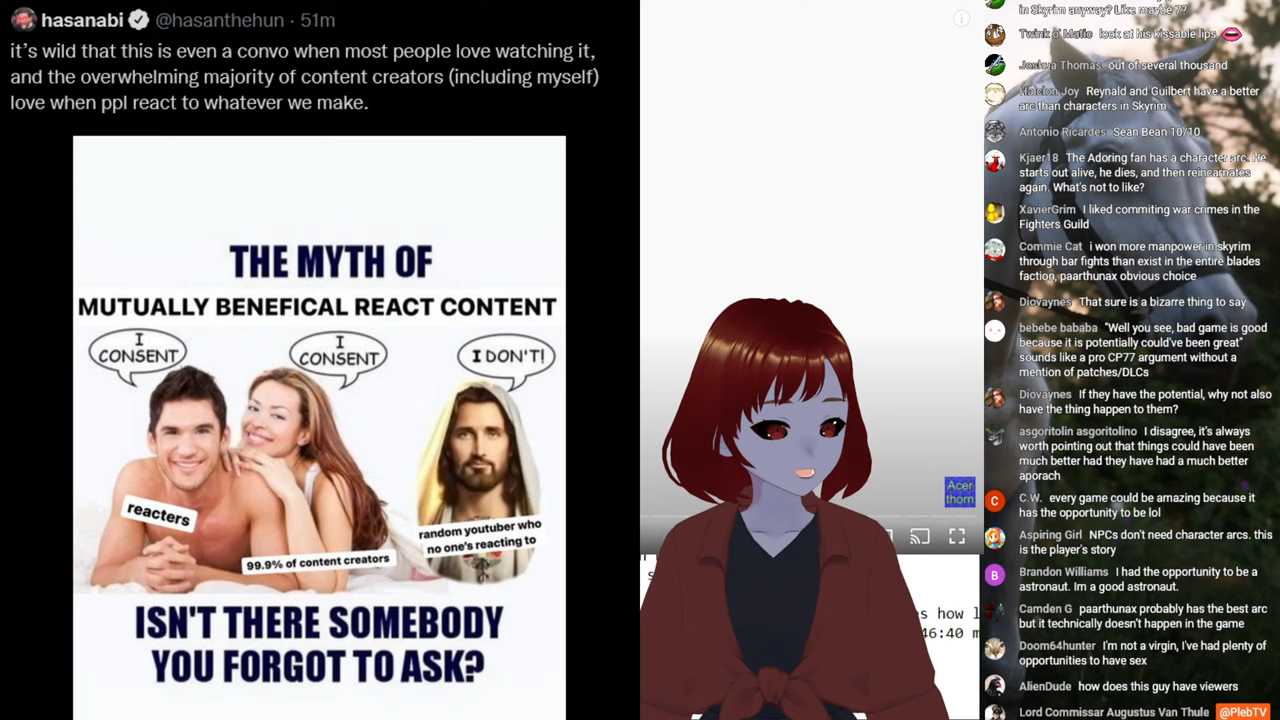 hasanabi @hasanthehun · 51m
it's wild that this is even a convo when most people love watching it,
and the overwhelming majority of content creators (including myself)
love when ppl react to whatever we make.
THE MYTH OF
MUTUALLY BENEFICAL REACT CONTENT
I
CONSENT
I
CONSENT
I DON'T!
reacters
99.9% of content creators
random youtuber who
no one's reacting to
ISN'T THERE SOMEBODY
YOU FORGOT TO ASK?
Acer
thorn
s how l
46:40 m
in Skyrim anyway? Like maybe 7?
Twink o' Matic look at his kissable lips
Joshua Thomas out of several thousand
Halcion Joy Reynald and Guilbert have a better
arc than characters in Skyrim
Antonio Ricardes Sean Bean 10/10
Kjaer18 The Adoring fan has a character arc. He
starts out alive, he dies, and then reincarnates
again. What's not to like?
XavierGrim I liked commiting war crimes in the
Fighters Guild
Commie Cat i won more manpower in skyrim
through bar fights than exist in the entire blades
faction, paarthunax obvious choice
Diovaynes That sure is a bizarre thing to say
bebebe bababa "Well you see, bad game is good
because it is potentially could've been great"
sounds like a pro CP77 argument without a
mention of patches/DLCs
Diovaynes If they have the potential, why not also
have the thing happen to them?
asgoritolin asgoritolino I disagree, it's always
worth pointing out that things could have been
much better had they have had a much better
aporach
C C.W. every game could be amazing because it
has the opportunity to be lol
Aspiring Girl NPCs don't need character arcs. this
is the player's story
B Brandon Williams I had the opportunity to be a
astronaut. Im a good astronaut.
Camden G paarthunax probably has the best arc
but it technically doesn't happen in the game
Doom64hunter I'm not a virgin, I've had plenty of
opportunities to have sex
AlienDude how does this guy have viewers
Lord Commissar Augustus Van Thule @PlebTV